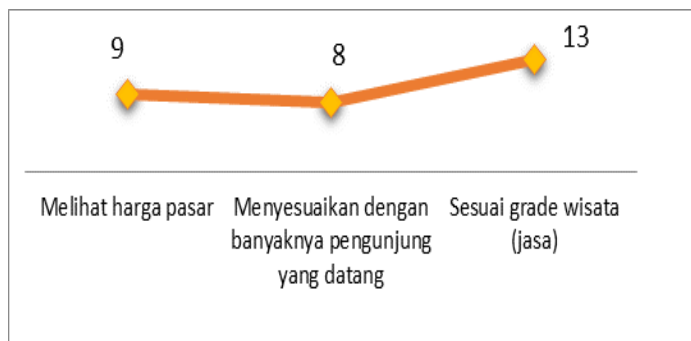 9
8
13
Melihat harga pasar
Menyesuaikan dengan
banyaknya pengunjung
yang datang
Sesuai grade wisata
(jasa)